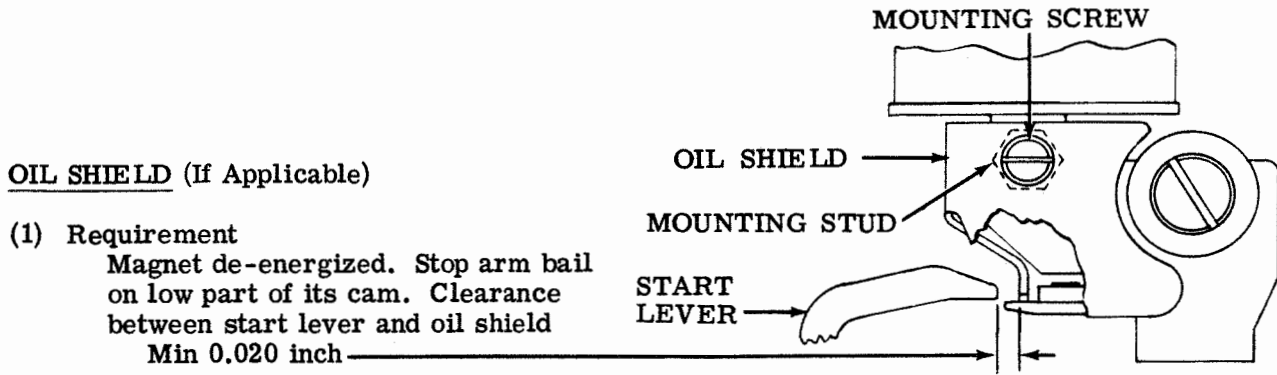 MOUNTING SCREW
OIL SHIELD
OIL SHIELD (If Applicable)
MOUNTING STUD
(1) Requirement
Magnet de-energized. Stop arm bail
on low part of its cam. Clearance
between start lever and oil shield
Min 0.020 inch
START
LEVER